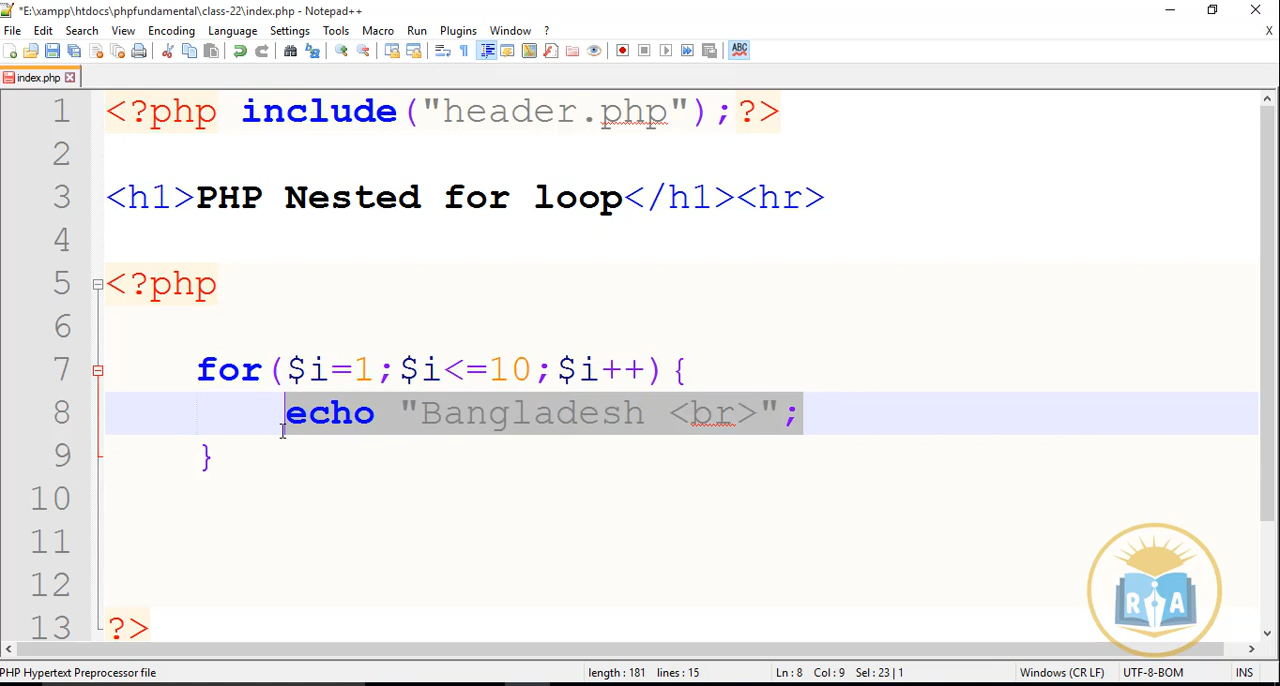 *E:\xampp\htdocs\phpfundamental\class-22\index.php - Notepad++
File Edit Search View Encoding Language Settings Tools Macro Run Plugins Window ? X
ABC
index.php
1 <?php include("header.php");?>
2
3 <h1>PHP Nested for loop</h1><hr>
4
5 <?php
6
7 for($i=1;$i<=10;$i++){
8 echo "Bangladesh <br>";
9 }
10
11
12
13 ?>
R A
PHP Hypertext Preprocessor file length : 181 lines : 15 Ln : 8 Col : 9 Sel : 23 | 1 Windows (CR LF) UTF-8-BOM INS